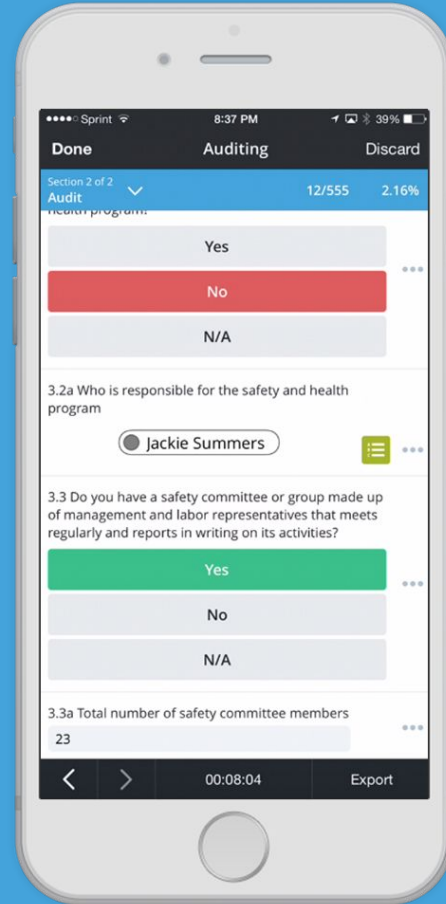 Sprint 8:37 PM 39%
Done Auditing Discard
Section 2 of 2
Audit 12/555 2.16%
health program?
Yes
No
N/A
3.2a Who is responsible for the safety and health
program
Jackie Summers
3.3 Do you have a safety committee or group made up
of management and labor representatives that meets
regularly and reports in writing on its activities?
Yes
No
N/A
3.3a Total number of safety committee members
23
00:08:04 Export